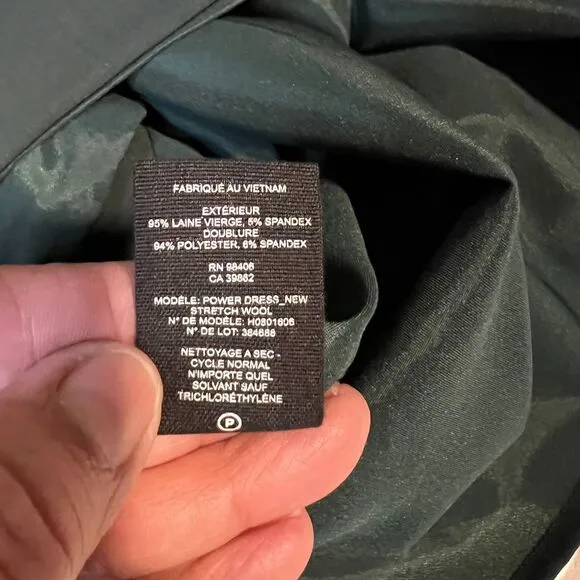 FABRIQUÉ AU VIETNAM
EXTÉRIEUR
95% LAINE VIERGE, 5% SPANDEX
DOUBLURE
94% POLYESTER, 6% SPANDEX
RN 98406
CA 39882
MODÈLE: POWER DRESS_NEW
STRETCH WOOL
N° DE MODÈLE: H0801606
N° DE LOT: 384686
NETTOYAGE A SEC -
CYCLE NORMAL
N'IMPORTE QUEL
SOLVANT SAUF
TRICHLORÉTHYLÈNE
P